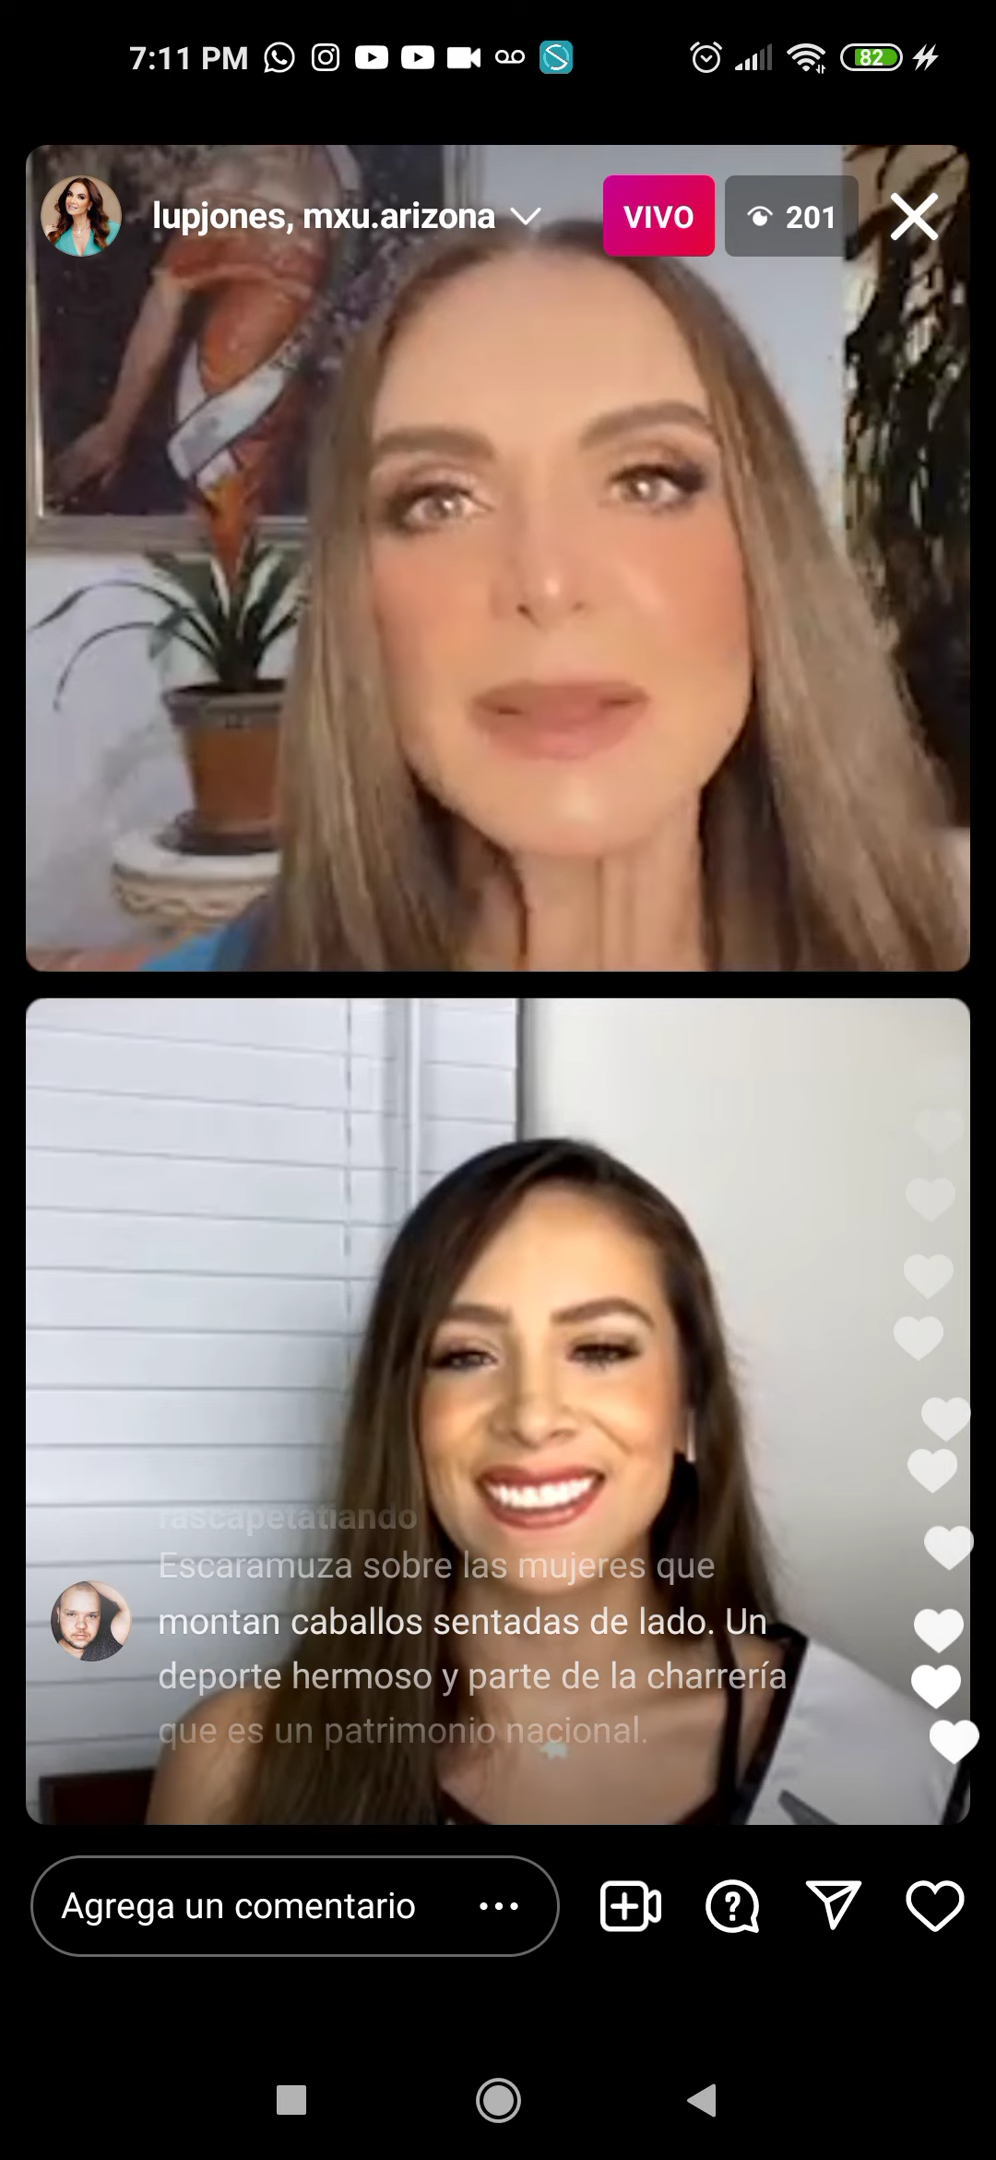 7:11 PM
82
lupjones, mxu.arizona
VIVO
201
rascapetatiando
Escaramuza sobre las mujeres que
montan caballos sentadas de lado. Un
deporte hermoso y parte de la charrería
que es un patrimonio nacional.
Agrega un comentario